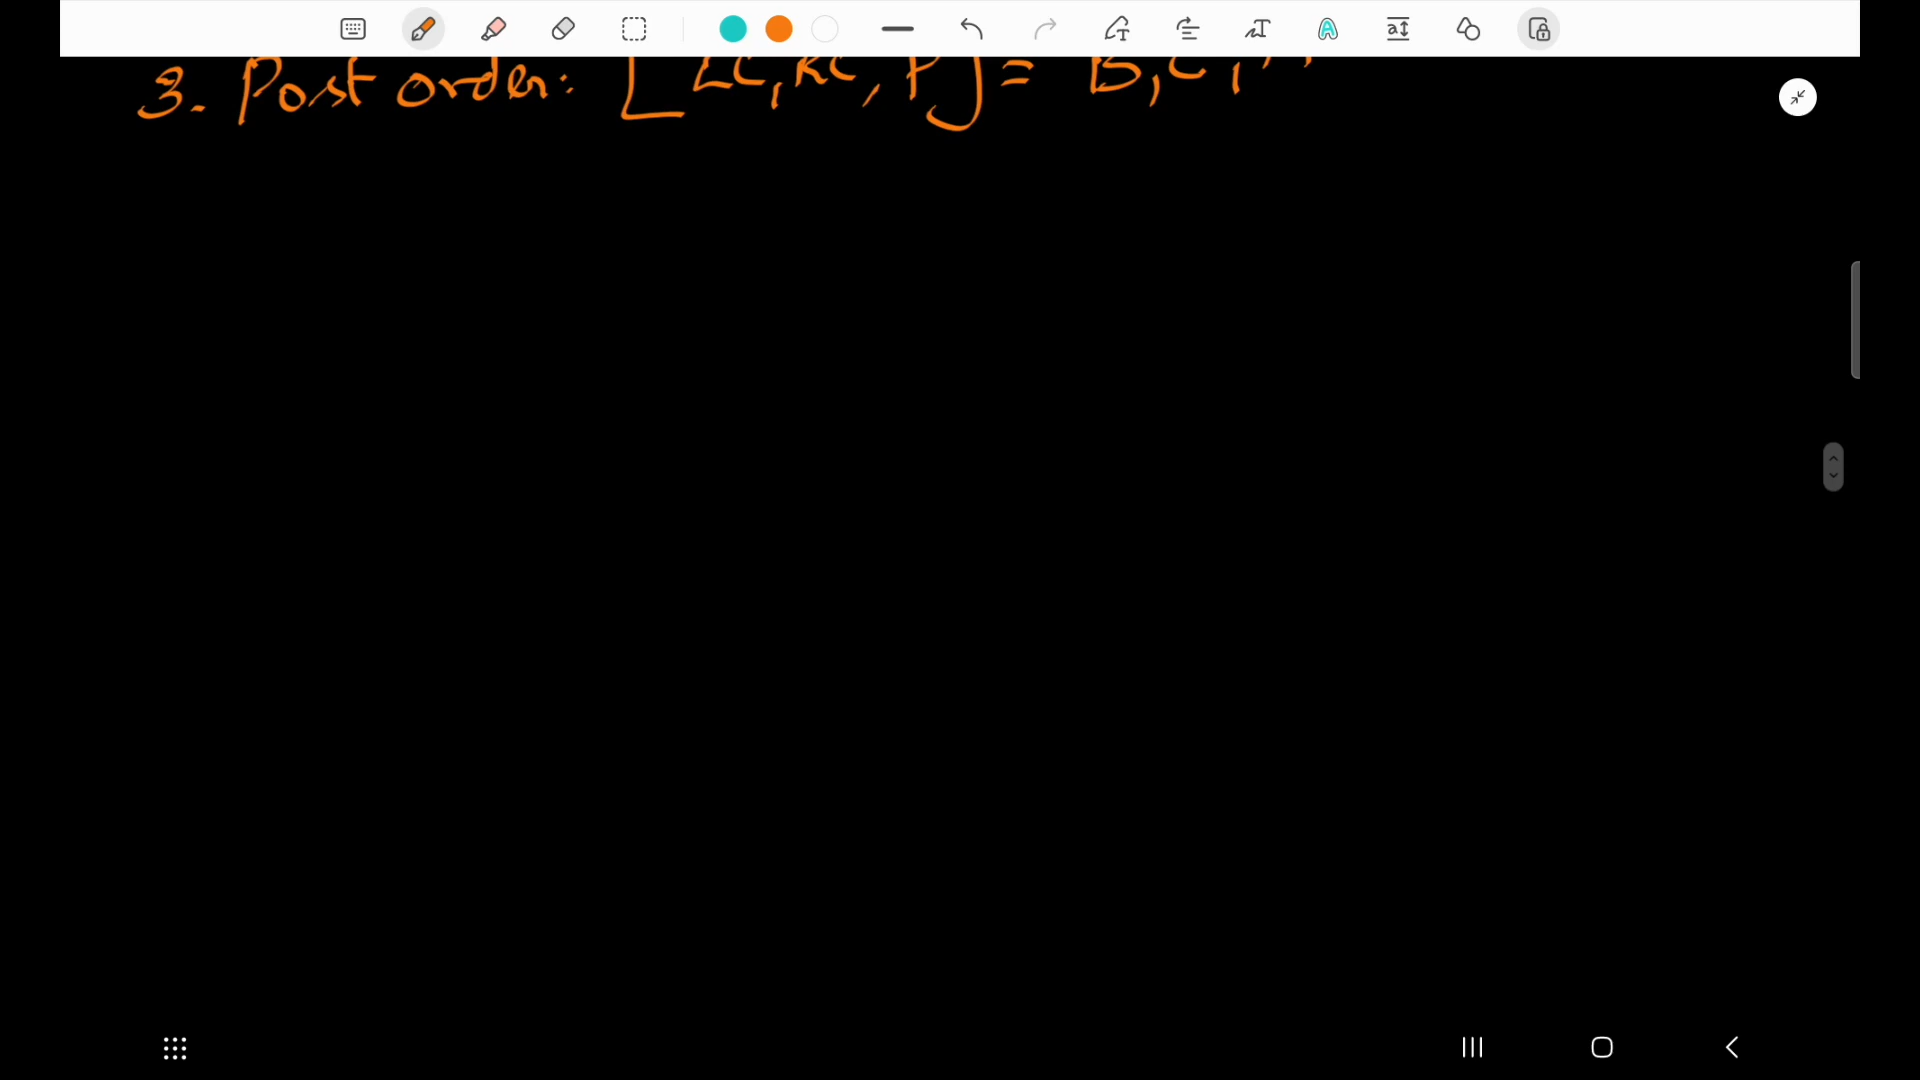 3. Post order: [LC, RC, P] = B, C,